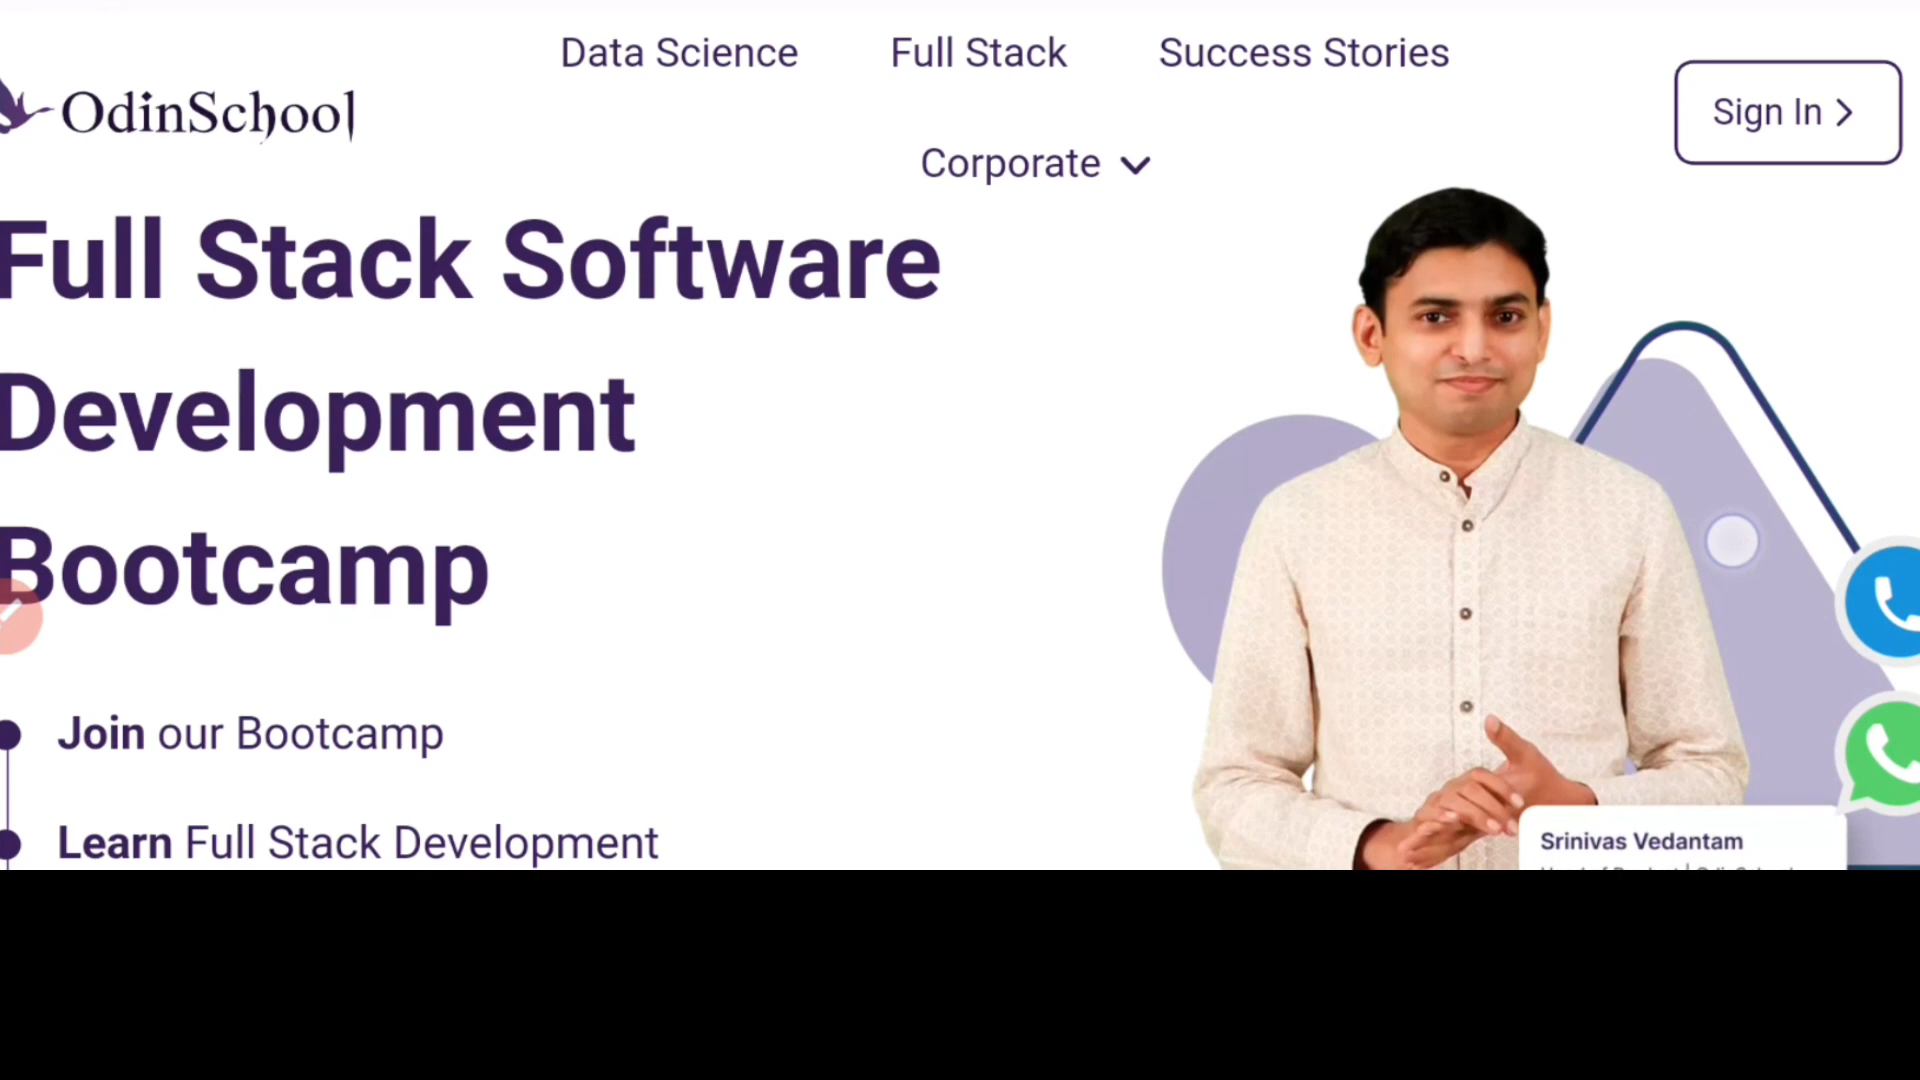 Data Science Full Stack Success Stories
OdinSchool
Sign In
Corporate
Full Stack Software
Development
Bootcamp
Join our Bootcamp
Learn Full Stack Development
Srinivas Vedantam